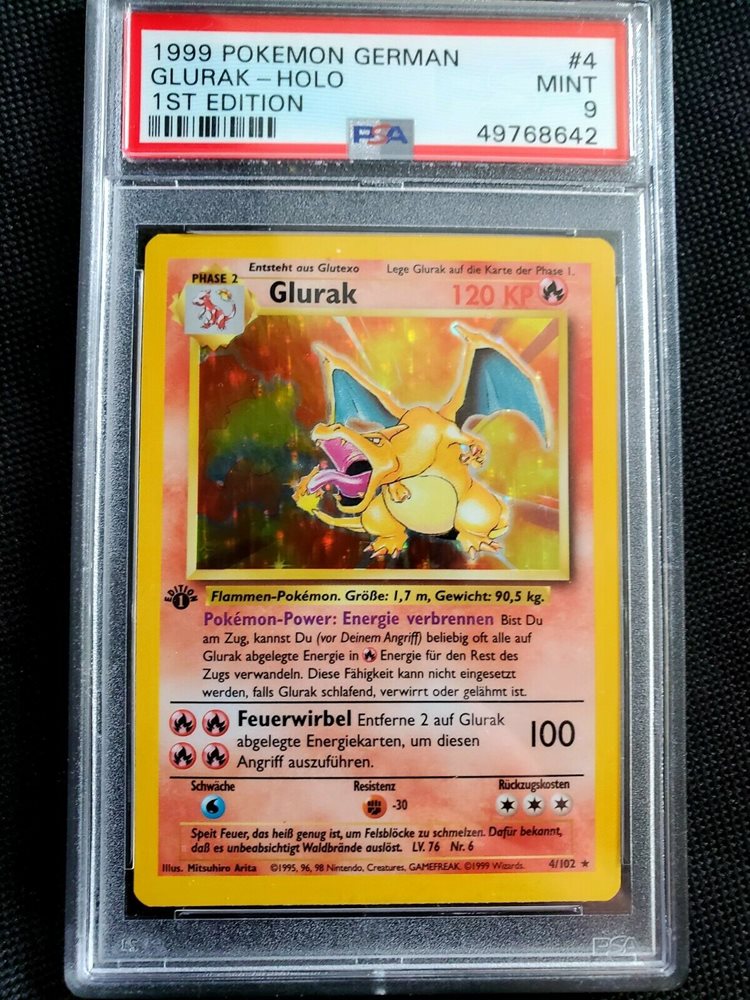 1999 POKEMON GERMAN #4
GLURAK – HOLO MINT
1ST EDITION 9
PSA 49768642
Entsteht aus Glutexo Lege Glurak auf die Karte der Phase 1.
PHASE 2
Glurak 120 KP
EDITION
1
Flammen-Pokémon. Größe: 1,7 m, Gewicht: 90,5 kg.
Pokémon-Power: Energie verbrennen Bist Du
am Zug, kannst Du (vor Deinem Angriff) beliebig oft alle auf
Glurak abgelegte Energie in Energie für den Rest des
Zugs verwandeln. Diese Fähigkeit kann nicht eingesetzt
werden, falls Glurak schlafend, verwirrt oder gelähmt ist.
Feuerwirbel Entferne 2 auf Glurak
abgelegte Energiekarten, um diesen 100
Angriff auszuführen.
Schwäche Resistenz Rückzugskosten
-30
Speit Feuer, das heiß genug ist, um Felsblöcke zu schmelzen. Dafür bekannt,
daß es unbeabsichtigt Waldbrände auslöst. LV. 76 Nr. 6
Illus. Mitsuhiro Arita ©1995, 96, 98 Nintendo, Creatures, GAMEFREAK. ©1999 Wizards. 4/102 ★
PSA